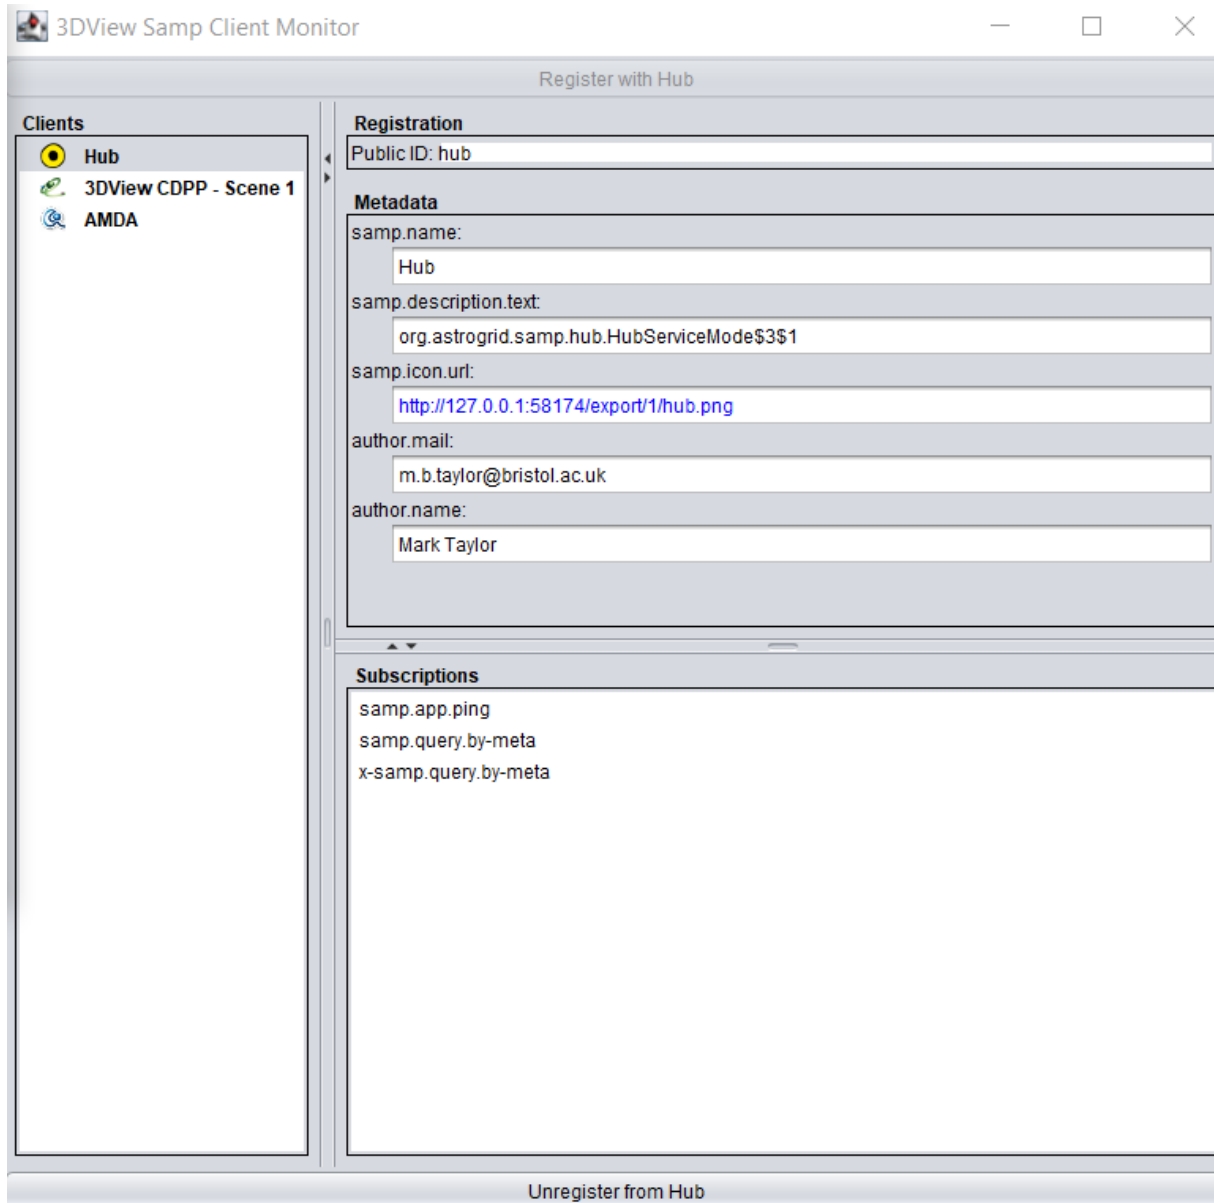 3DView Samp Client Monitor
Register with Hub
Clients
Hub
3DView CDPP - Scene 1
AMDA
Registration
Public ID: hub
Metadata
samp.name:
Hub
samp.description.text:
org.astrogrid.samp.hub.HubServiceMode$3$1
samp.icon.url:
http://127.0.0.1:58174/export/1/hub.png
author.mail:
m.b.taylor@bristol.ac.uk
author.name:
Mark Taylor
Subscriptions
samp.app.ping
samp.query.by-meta
x-samp.query.by-meta
Unregister from Hub